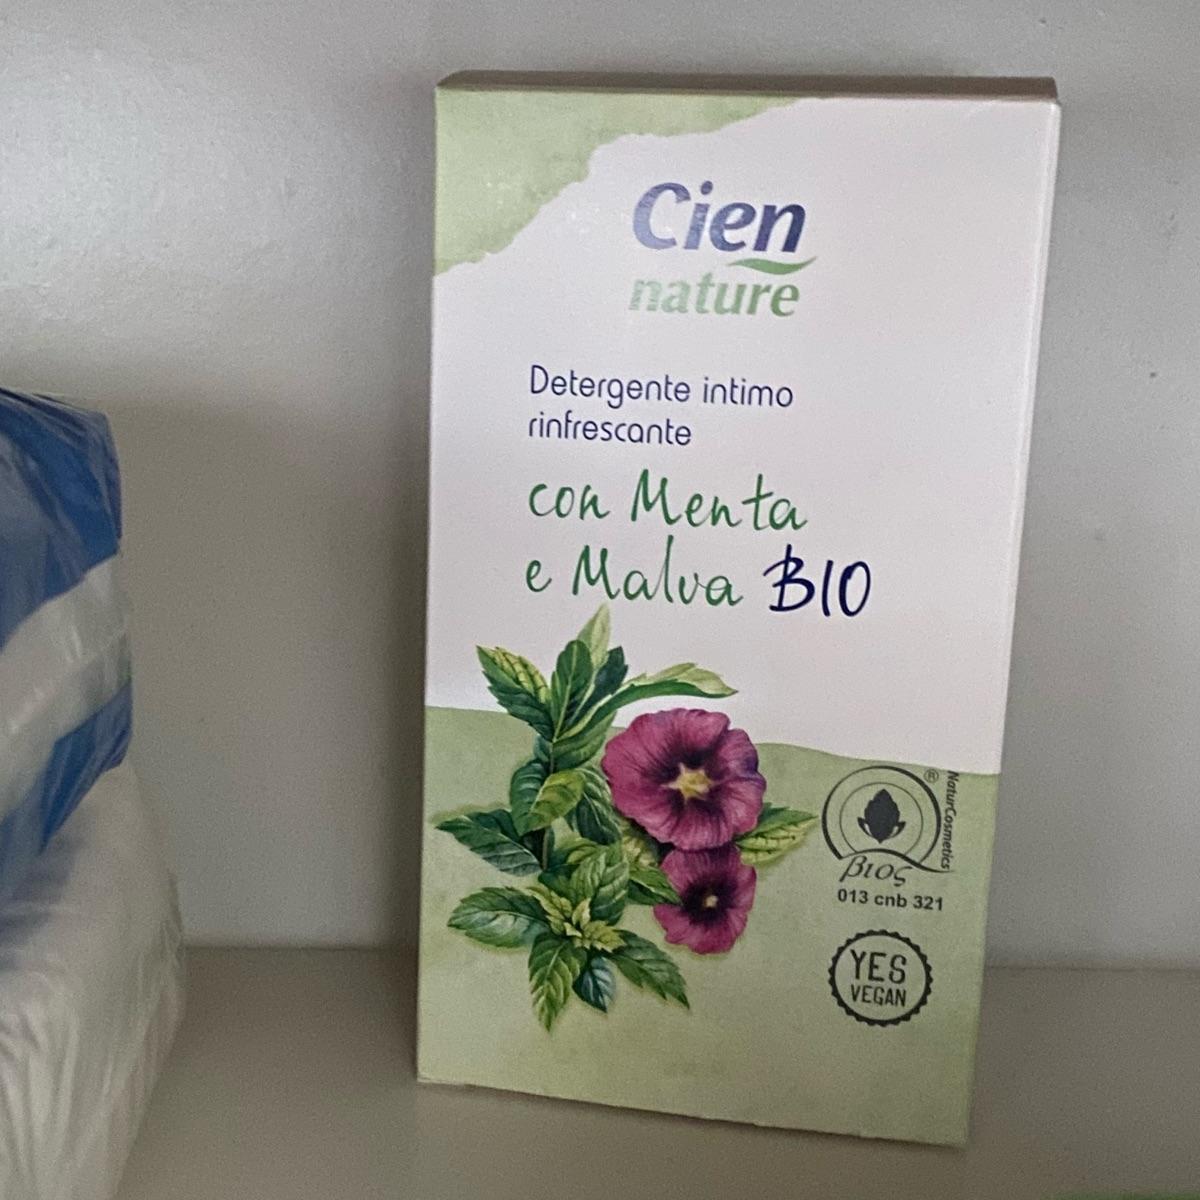 Cien
nature
Detergente intimo
rinfrescante
con Menta
e Malva BIO
®
NaturCosmetics
βιος
013 cnb 321
YES
VEGAN